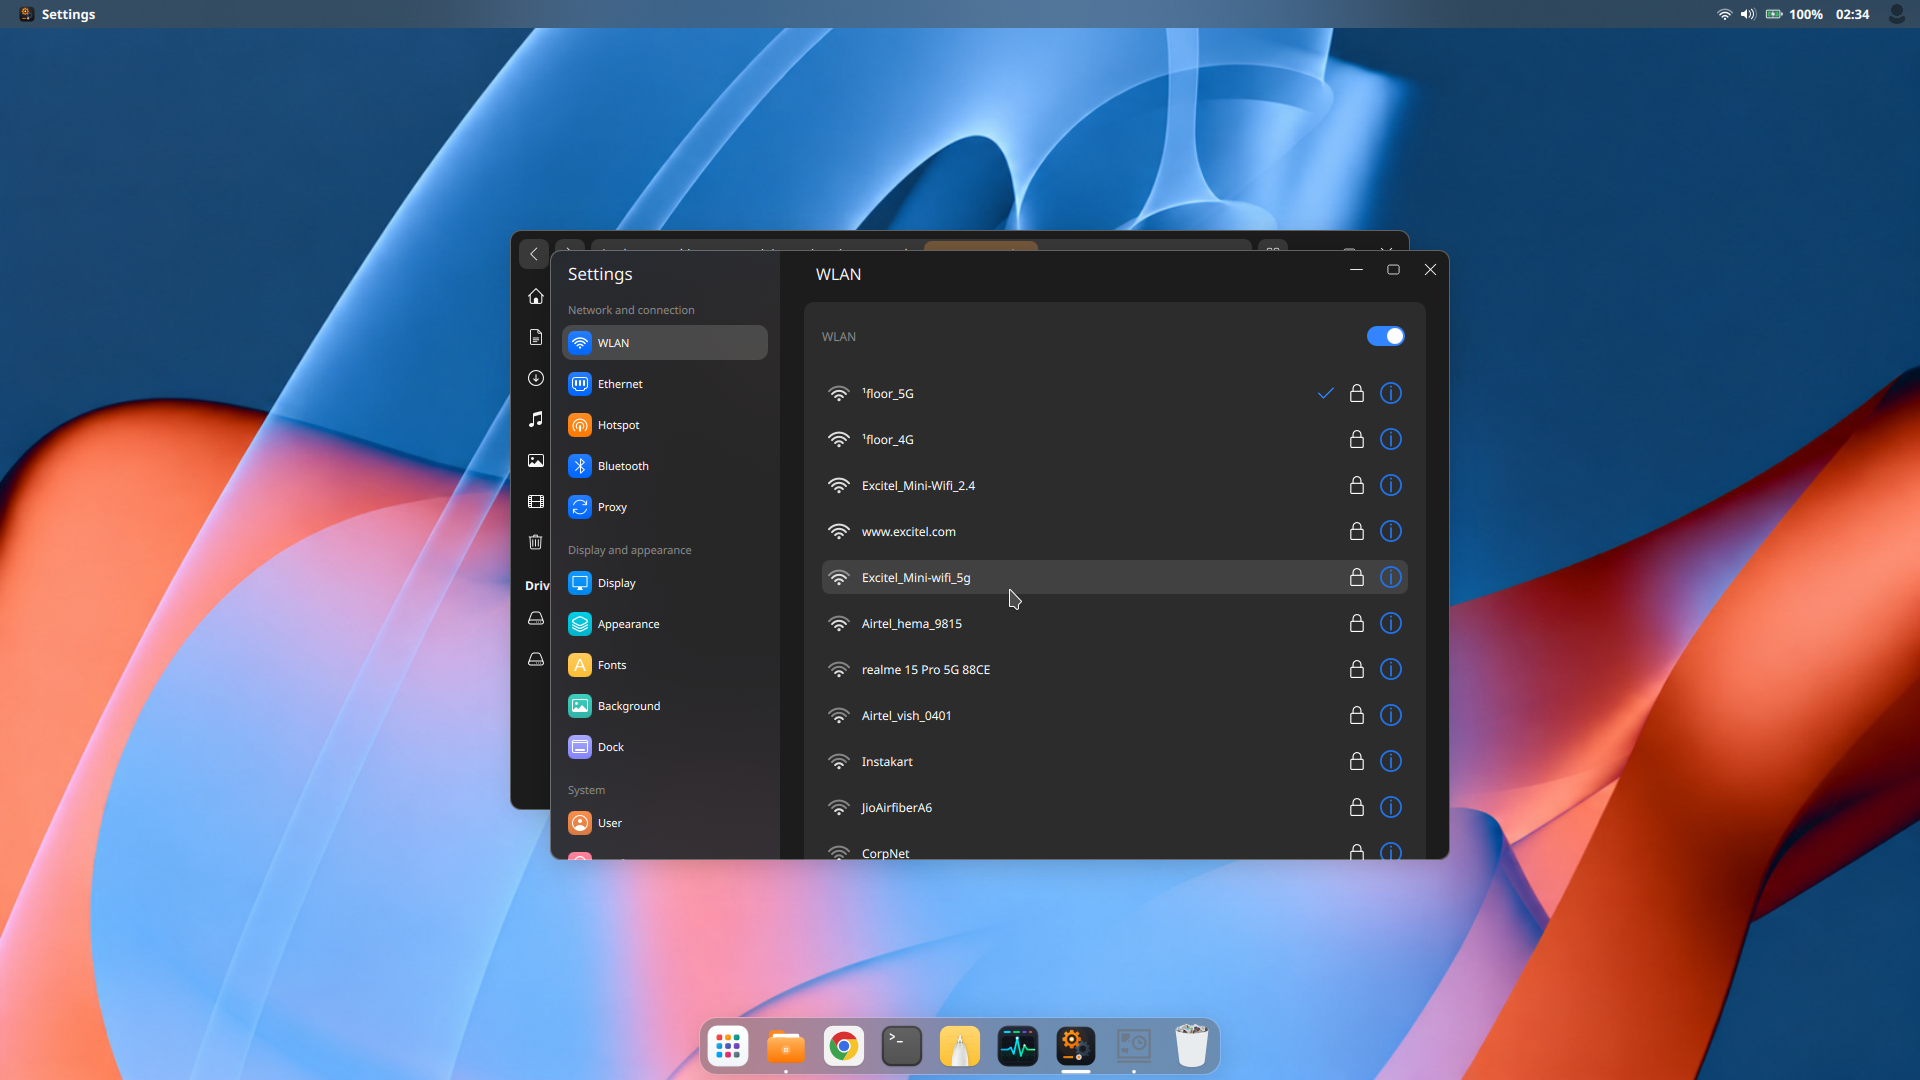 Settings
100%
02:34
Settings
WLAN
Network and connection
WLAN
Ethernet
Hotspot
Bluetooth
Proxy
Display and appearance
Display
Appearance
Fonts
Background
Dock
System
User
Driv
WLAN
¹floor_5G
¹floor_4G
Excitel_Mini-Wifi_2.4
www.excitel.com
Excitel_Mini-wifi_5g
Airtel_hema_9815
realme 15 Pro 5G 88CE
Airtel_vish_0401
Instakart
JioAirfiberA6
CorpNet